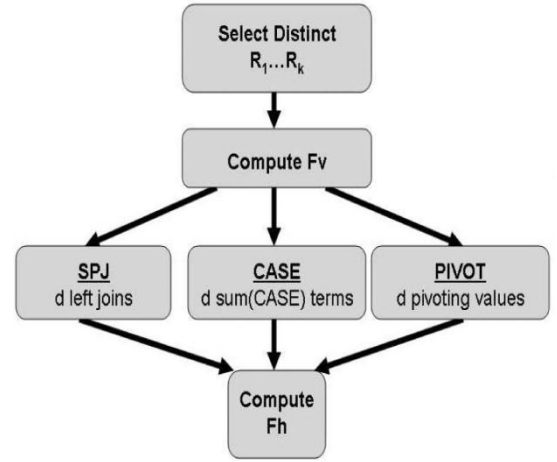 Select Distinct
R1...Rk
Compute Fv
SPJ
d left joins
CASE
d sum(CASE) terms
PIVOT
d pivoting values
Compute
Fh